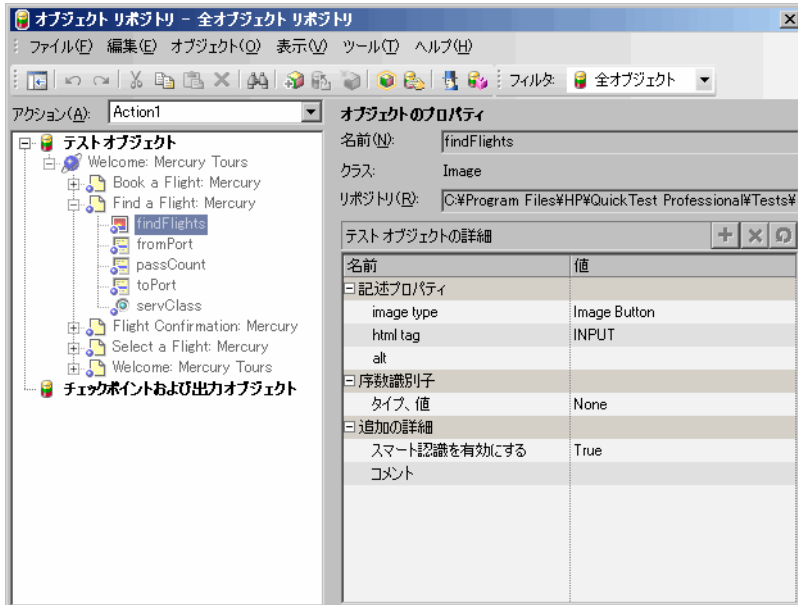 オブジェクト リポジトリ - 全オブジェクト リポジトリ
ファイル(F) 編集(E) オブジェクト(O) 表示(V) ツール(T) ヘルプ(H)
フィルタ: 全オブジェクト
アクション(A): Action1
テスト オブジェクト
Welcome: Mercury Tours
Book a Flight: Mercury
Find a Flight: Mercury
findFlights
fromPort
passCount
toPort
servClass
Flight Confirmation: Mercury
Select a Flight: Mercury
Welcome: Mercury Tours
チェックポイントおよび出力オブジェクト
オブジェクトのプロパティ
名前(N): findFlights
クラス: Image
リポジトリ(R): C:¥Program Files¥HP¥QuickTest Professional¥Tests¥
テスト オブジェクトの詳細
名前 値
記述プロパティ
image type Image Button
html tag INPUT
alt
序数識別子
タイプ、値 None
追加の詳細
スマート認識を有効にする True
コメント